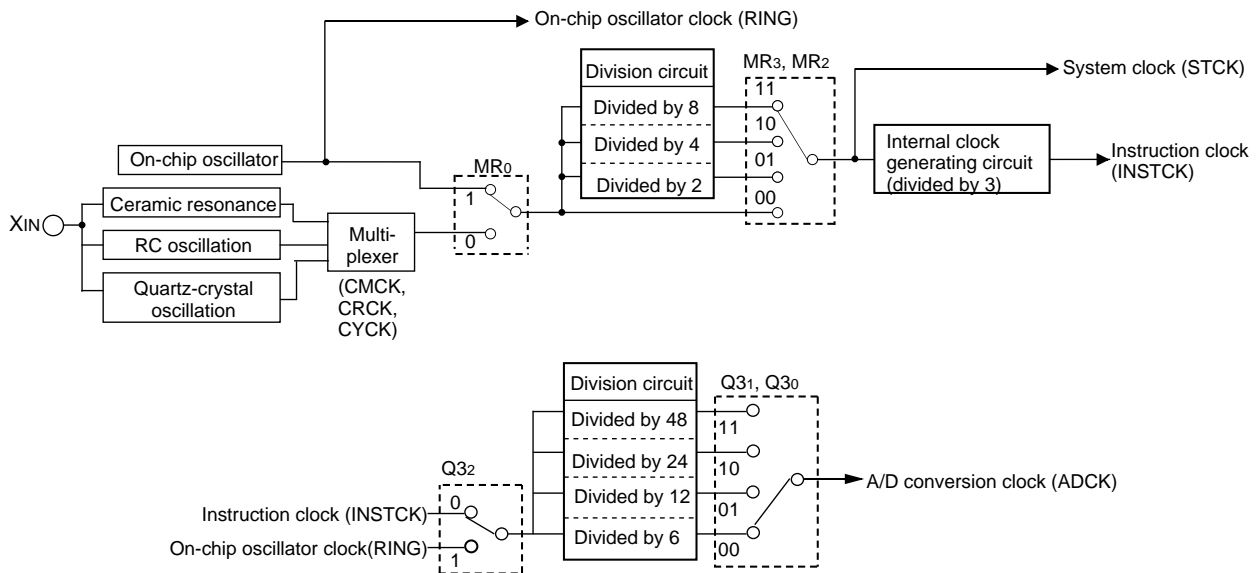 On-chip oscillator clock (RING)
Division circuit
MR3, MR2
System clock (STCK)
11
Divided by 8
10
Divided by 4
Internal clock
generating circuit
(divided by 3)
Instruction clock
(INSTCK)
On-chip oscillator
MR0
01
Divided by 2
1
00
Ceramic resonance
XIN
RC oscillation
Multi-
plexer
0
Quartz-crystal
oscillation
(CMCK,
CRCK,
CYCK)
Division circuit
Q31, Q30
Divided by 48
11
Divided by 24
10
Q32
A/D conversion clock (ADCK)
Divided by 12
01
0
Instruction clock (INSTCK)
Divided by 6
00
On-chip oscillator clock(RING)
1